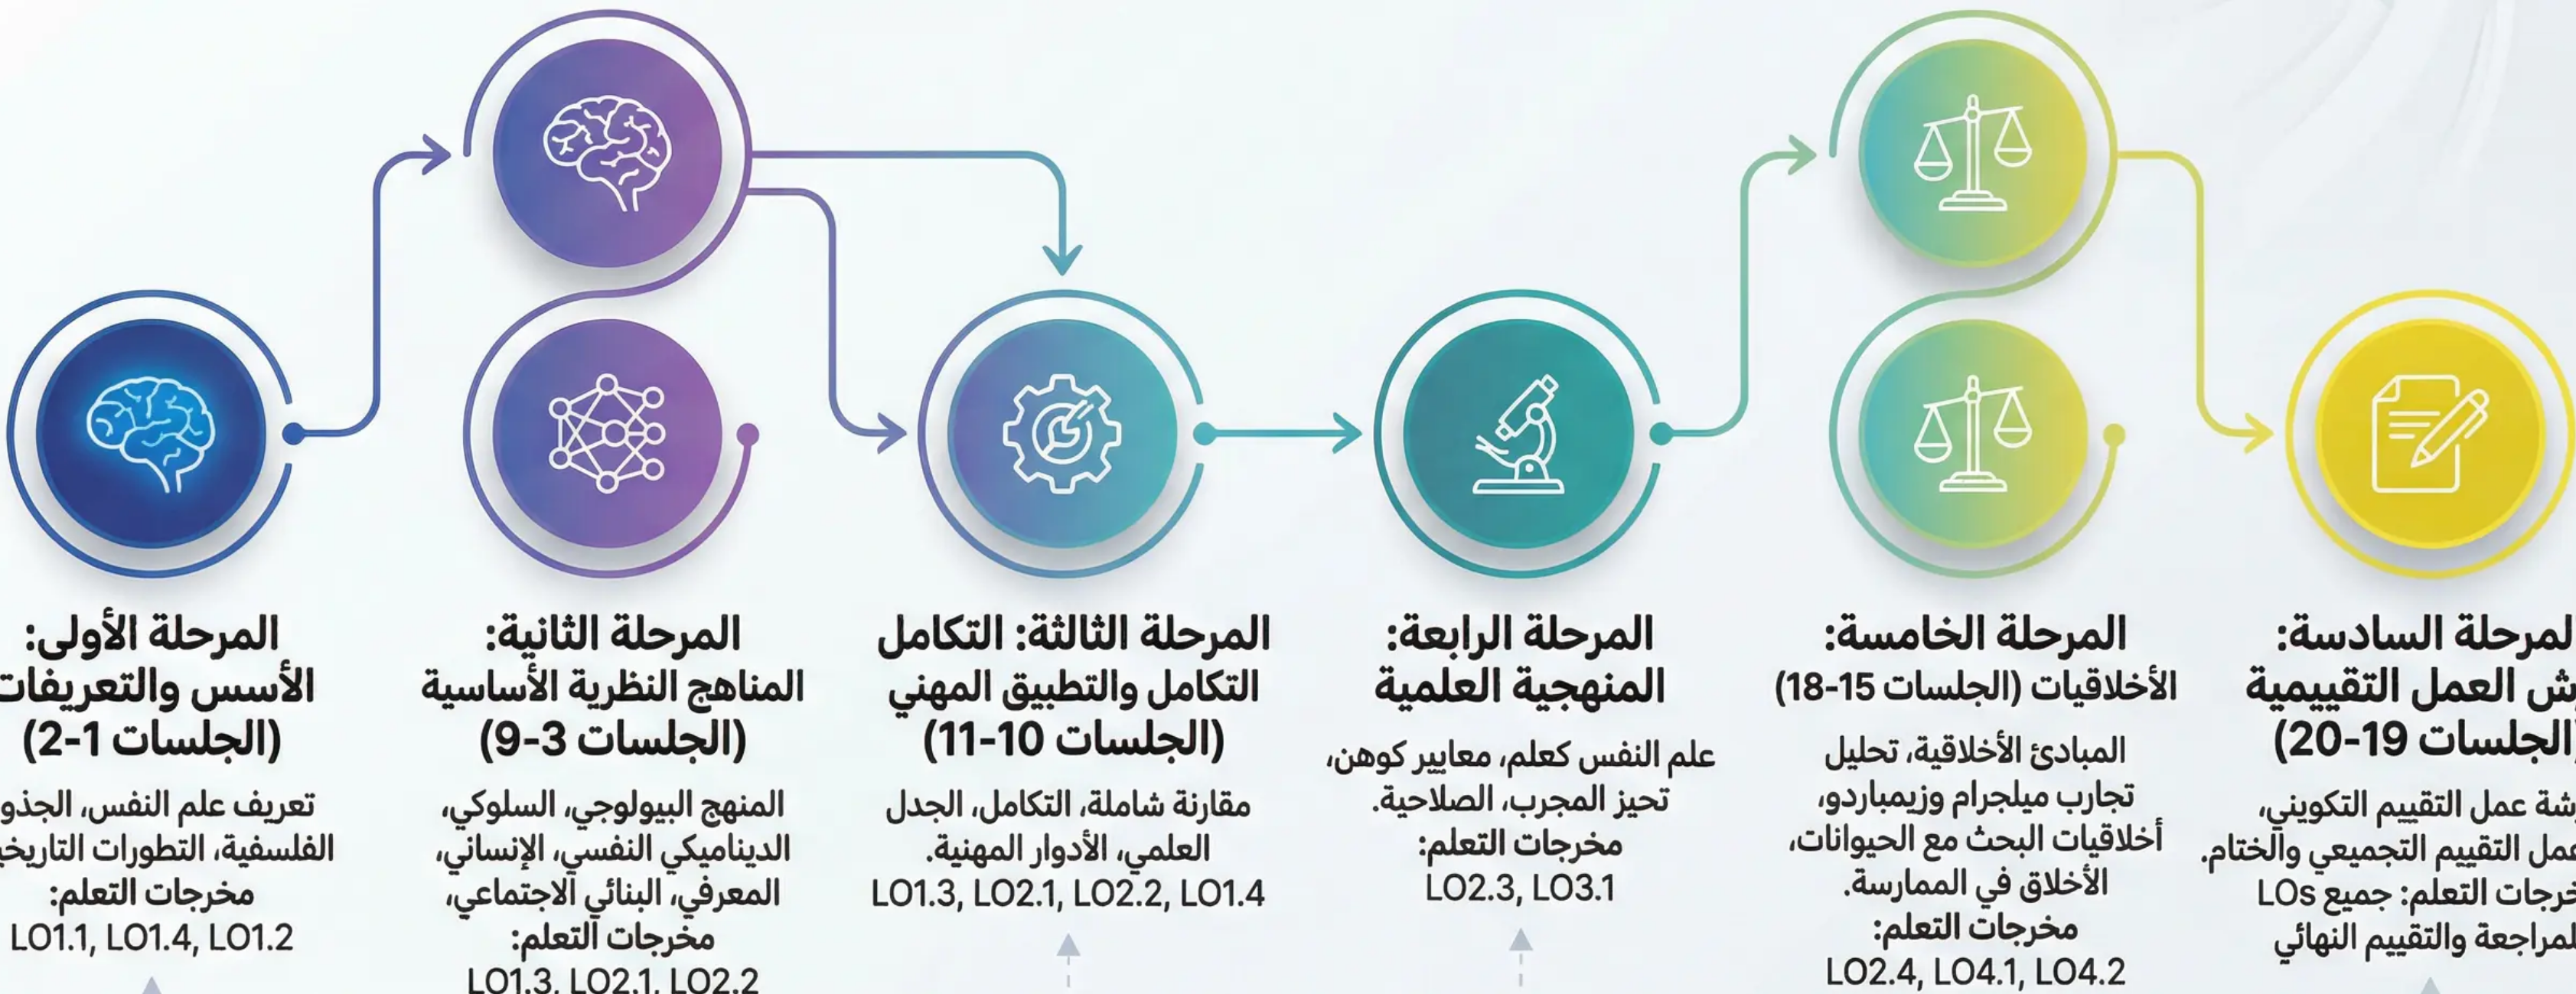 المرحلة الأولى:
الأسس والتعريفات
(الجلسات 1-2)
تعريف علم النفس، الجذو
الفلسفية، التطورات التاريخي
مخرجات التعلم:
LO1.1, LO1.4, LO1.2
المرحلة الثانية:
المناهج النظرية الأساسية
(الجلسات 3-9)
المنهج البيولوجي، السلوكي،
الديناميكي النفسي، الإنساني،
المعرفي، البنائي الاجتماعي،
مخرجات التعلم:
LO1.3, LO2.1, LO2.2
المرحلة الثالثة: التكامل
التكامل والتطبيق المهني
(الجلسات 10-11)
مقارنة شاملة، التكامل، الجدل
العلمي، الأدوار المهنية.
LO1.3, LO2.1, LO2.2, LO1.4
المرحلة الرابعة:
المنهجية العلمية
علم النفس كعلم، معايير كوهن،
تحيز المجرب، الصلاحية.
مخرجات التعلم:
LO2.3, LO3.1
المرحلة الخامسة:
الأخلاقيات (الجلسات 15-18)
المبادئ الأخلاقية، تحليل
تجارب ميلجرام وزيمباردو،
أخلاقيات البحث مع الحيوانات،
الأخلاق في الممارسة.
مخرجات التعلم:
LO2.4, LO4.1, LO4.2
لمرحلة السادسة:
ش العمل التقييمية
الجلسات 19-20)
شة عمل التقييم التكويني،
عمل التقييم التجميعي والختام.
خرجات التعلم: جميع LOs
لمراجعة والتقييم النهائي